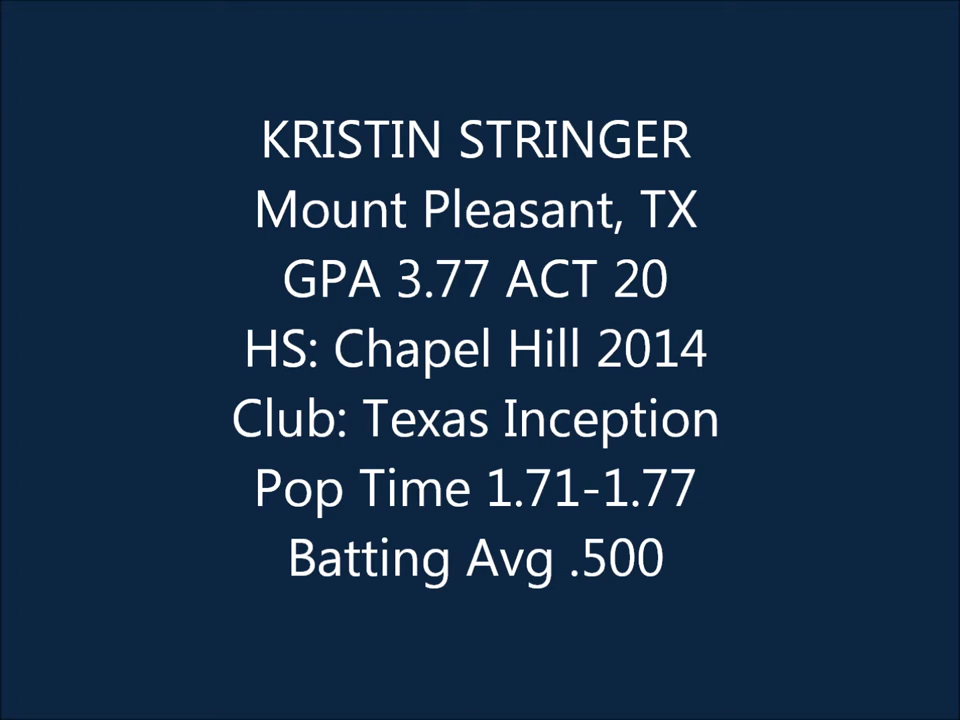 KRISTIN STRINGER
Mount Pleasant, TX
GPA 3.77 ACT 20
HS: Chapel Hill 2014
Club: Texas Inception
Pop Time 1.71-1.77
Batting Avg .500